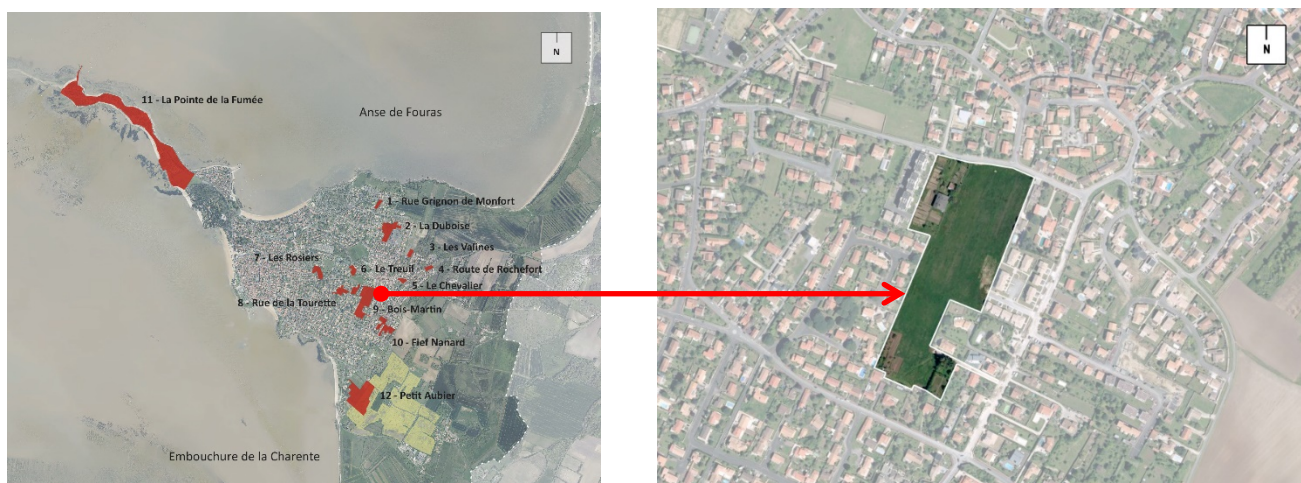 N
11 - La Pointe de la Fumée
Anse de Fouras
1 - Rue Grignon de Monfort
2 - La Duboise
3 - Les Valines
7 - Les Rosiers
6 - Le Treuil
4 - Route de Rochefort
5 - Le Chevalier
8 - Rue de la Tourette
9 - Bois-Martin
10 - Fief Nanard
12 - Petit Aubier
Embouchure de la Charente
N